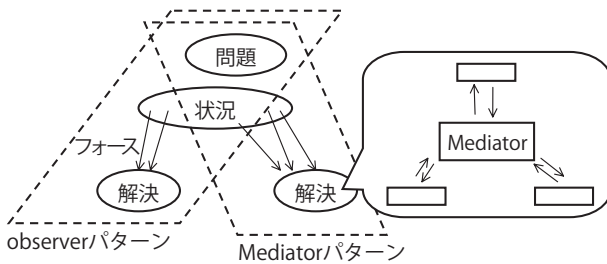 問題
状況
フォース
解決
解決
observerパターン
Mediatorパターン
Mediator